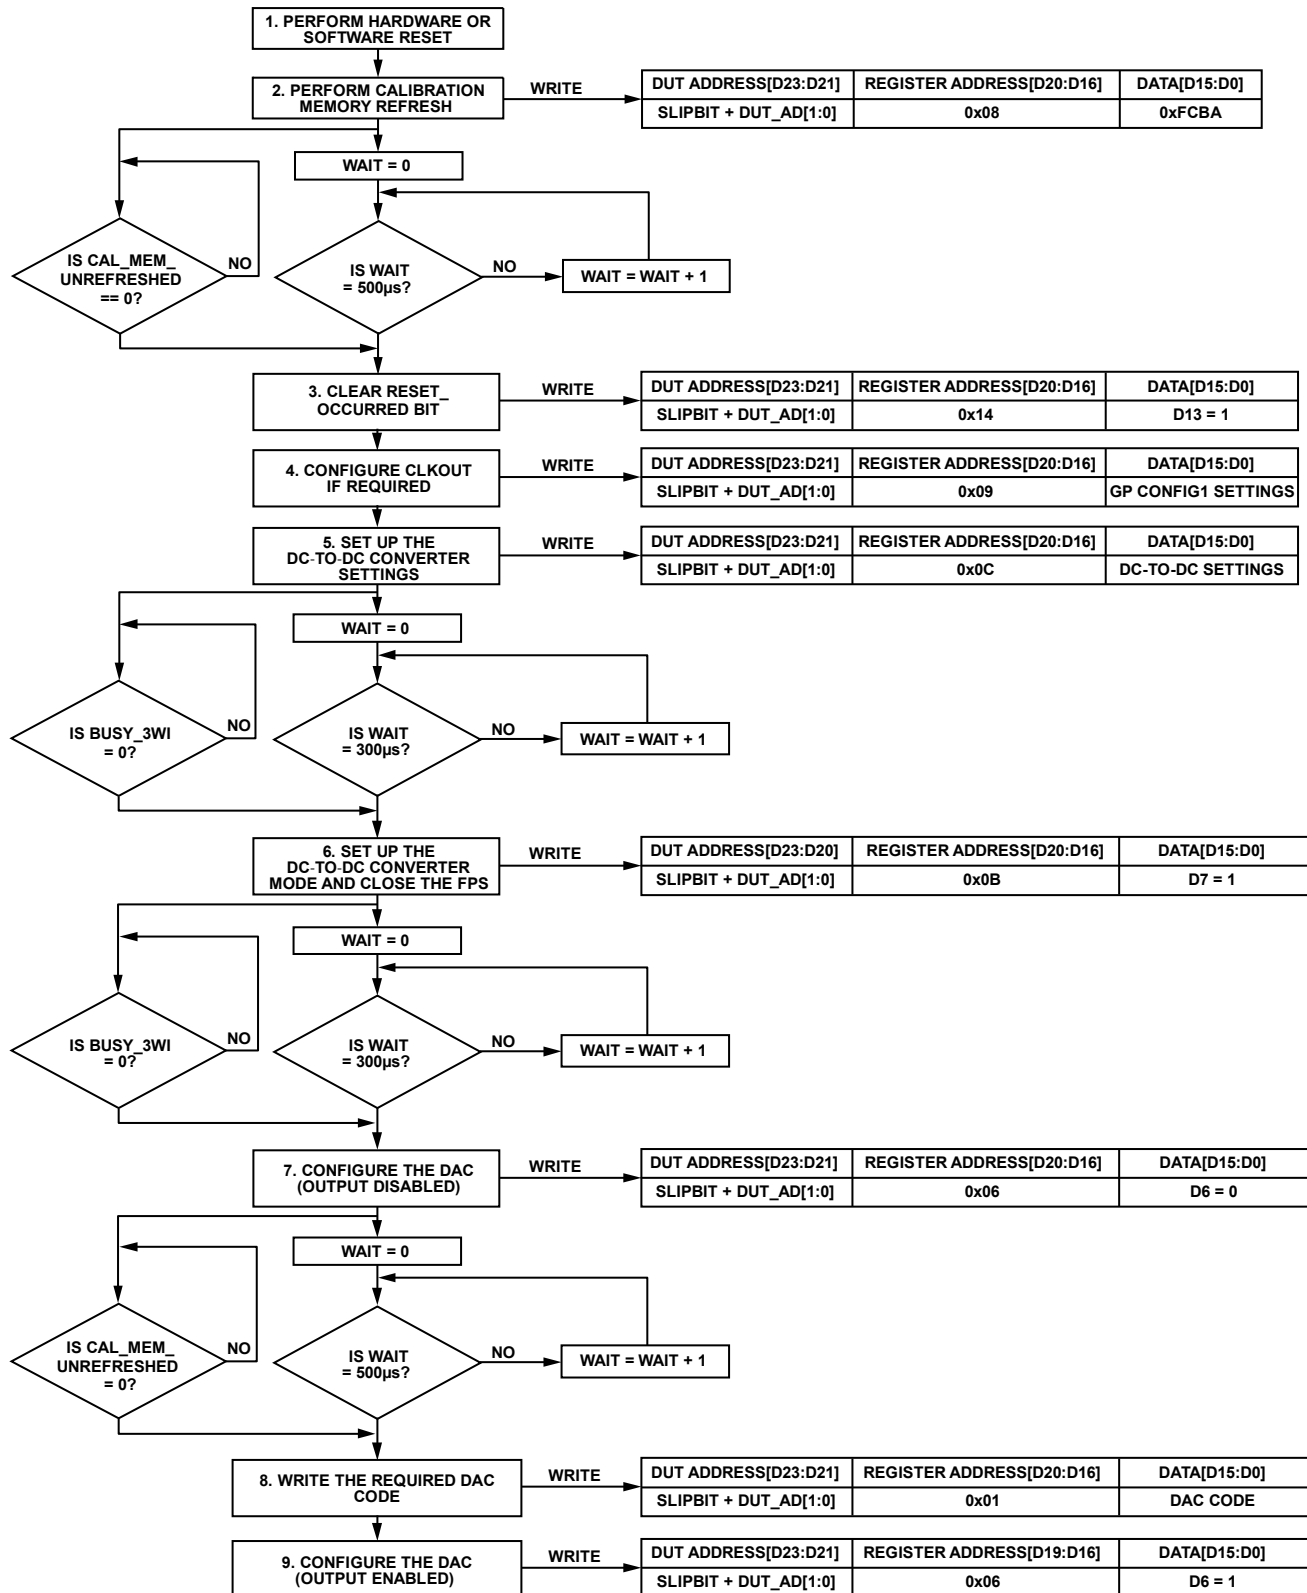 1. PERFORM HARDWARE OR
SOFTWARE RESET
2. PERFORM CALIBRATION
MEMORY REFRESH
WRITE
DUT ADDRESS[D23:D21] REGISTER ADDRESS[D20:D16] DATA[D15:D0]
SLIPBIT + DUT_AD[1:0] 0x08 0xFCBA
WAIT = 0
IS CAL_MEM_
UNREFRESHED
== 0?
NO
IS WAIT
= 500µs?
NO
WAIT = WAIT + 1
3. CLEAR RESET_
OCCURRED BIT
WRITE
DUT ADDRESS[D23:D21] REGISTER ADDRESS[D20:D16] DATA[D15:D0]
SLIPBIT + DUT_AD[1:0] 0x14 D13 = 1
4. CONFIGURE CLKOUT
IF REQUIRED
WRITE
DUT ADDRESS[D23:D21] REGISTER ADDRESS[D20:D16] DATA[D15:D0]
SLIPBIT + DUT_AD[1:0] 0x09 GP CONFIG1 SETTINGS
5. SET UP THE
DC-TO-DC CONVERTER
SETTINGS
WRITE
DUT ADDRESS[D23:D21] REGISTER ADDRESS[D20:D16] DATA[D15:D0]
SLIPBIT + DUT_AD[1:0] 0x0C DC-TO-DC SETTINGS
WAIT = 0
IS BUSY_3WI
= 0?
NO
IS WAIT
= 300µs?
NO
WAIT = WAIT + 1
6. SET UP THE
DC-TO-DC CONVERTER
MODE AND CLOSE THE FPS
WRITE
DUT ADDRESS[D23:D20] REGISTER ADDRESS[D20:D16] DATA[D15:D0]
SLIPBIT + DUT_AD[1:0] 0x0B D7 = 1
WAIT = 0
IS BUSY_3WI
= 0?
NO
IS WAIT
= 300µs?
NO
WAIT = WAIT + 1
7. CONFIGURE THE DAC
(OUTPUT DISABLED)
WRITE
DUT ADDRESS[D23:D21] REGISTER ADDRESS[D20:D16] DATA[D15:D0]
SLIPBIT + DUT_AD[1:0] 0x06 D6 = 0
WAIT = 0
IS CAL_MEM_
UNREFRESHED
= 0?
NO
IS WAIT
= 500µs?
NO
WAIT = WAIT + 1
8. WRITE THE REQUIRED DAC
CODE
WRITE
DUT ADDRESS[D23:D21] REGISTER ADDRESS[D20:D16] DATA[D15:D0]
SLIPBIT + DUT_AD[1:0] 0x01 DAC CODE
9. CONFIGURE THE DAC
(OUTPUT ENABLED)
WRITE
DUT ADDRESS[D23:D21] REGISTER ADDRESS[D19:D16] DATA[D15:D0]
SLIPBIT + DUT_AD[1:0] 0x06 D6 = 1